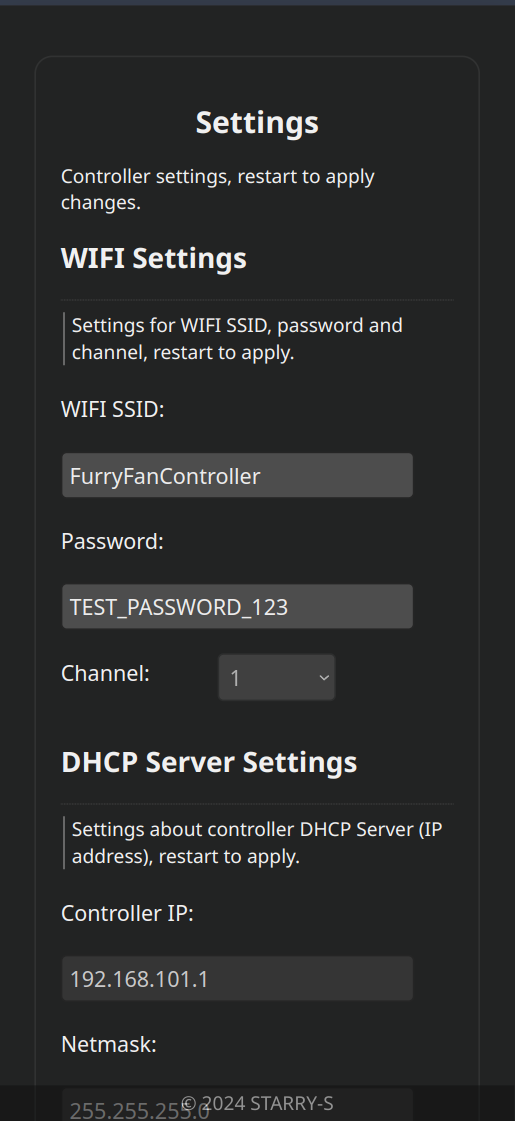 Settings
Controller settings, restart to apply
changes.
WIFI Settings
Settings for WIFI SSID, password and
channel, restart to apply.
WIFI SSID:
FurryFanController
Password:
TEST_PASSWORD_123
Channel:
1
DHCP Server Settings
Settings about controller DHCP Server (IP
address), restart to apply.
Controller IP:
192.168.101.1
Netmask:
255.255.255.0
© 2024 STARRY-S